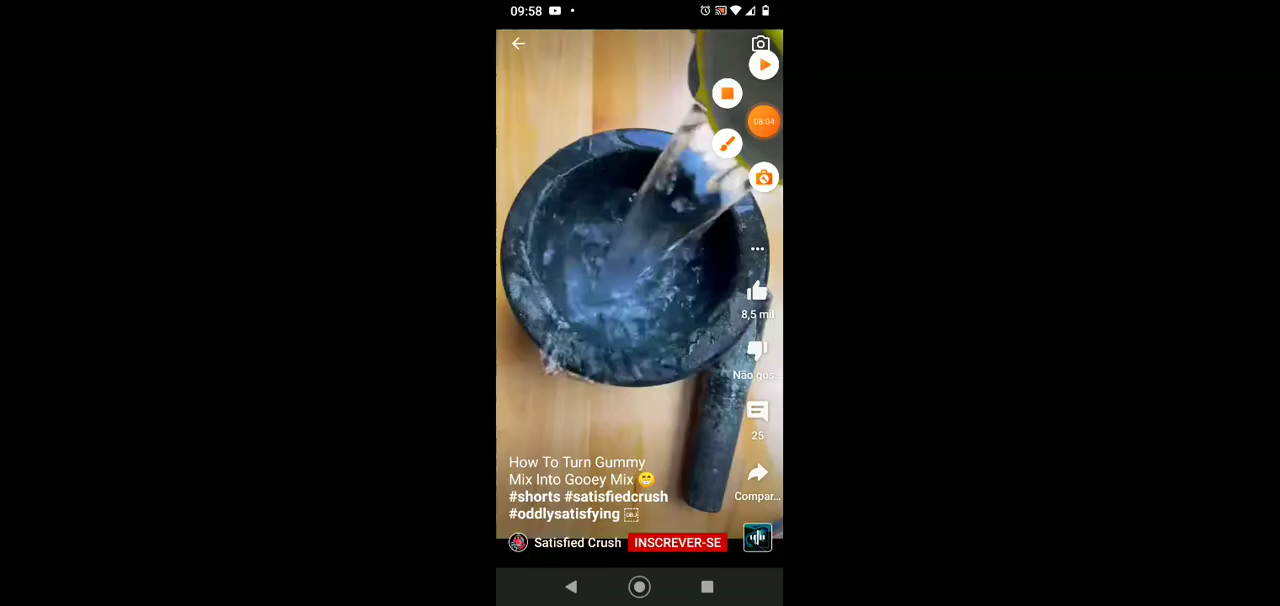 09:58
08:04
8,5 mil
Não gos...
25
Compar...
How To Turn Gummy
Mix Into Gooey Mix 😁
#shorts #satisfiedcrush
#oddlysatisfying ￼
Satisfied Crush INSCREVER-SE